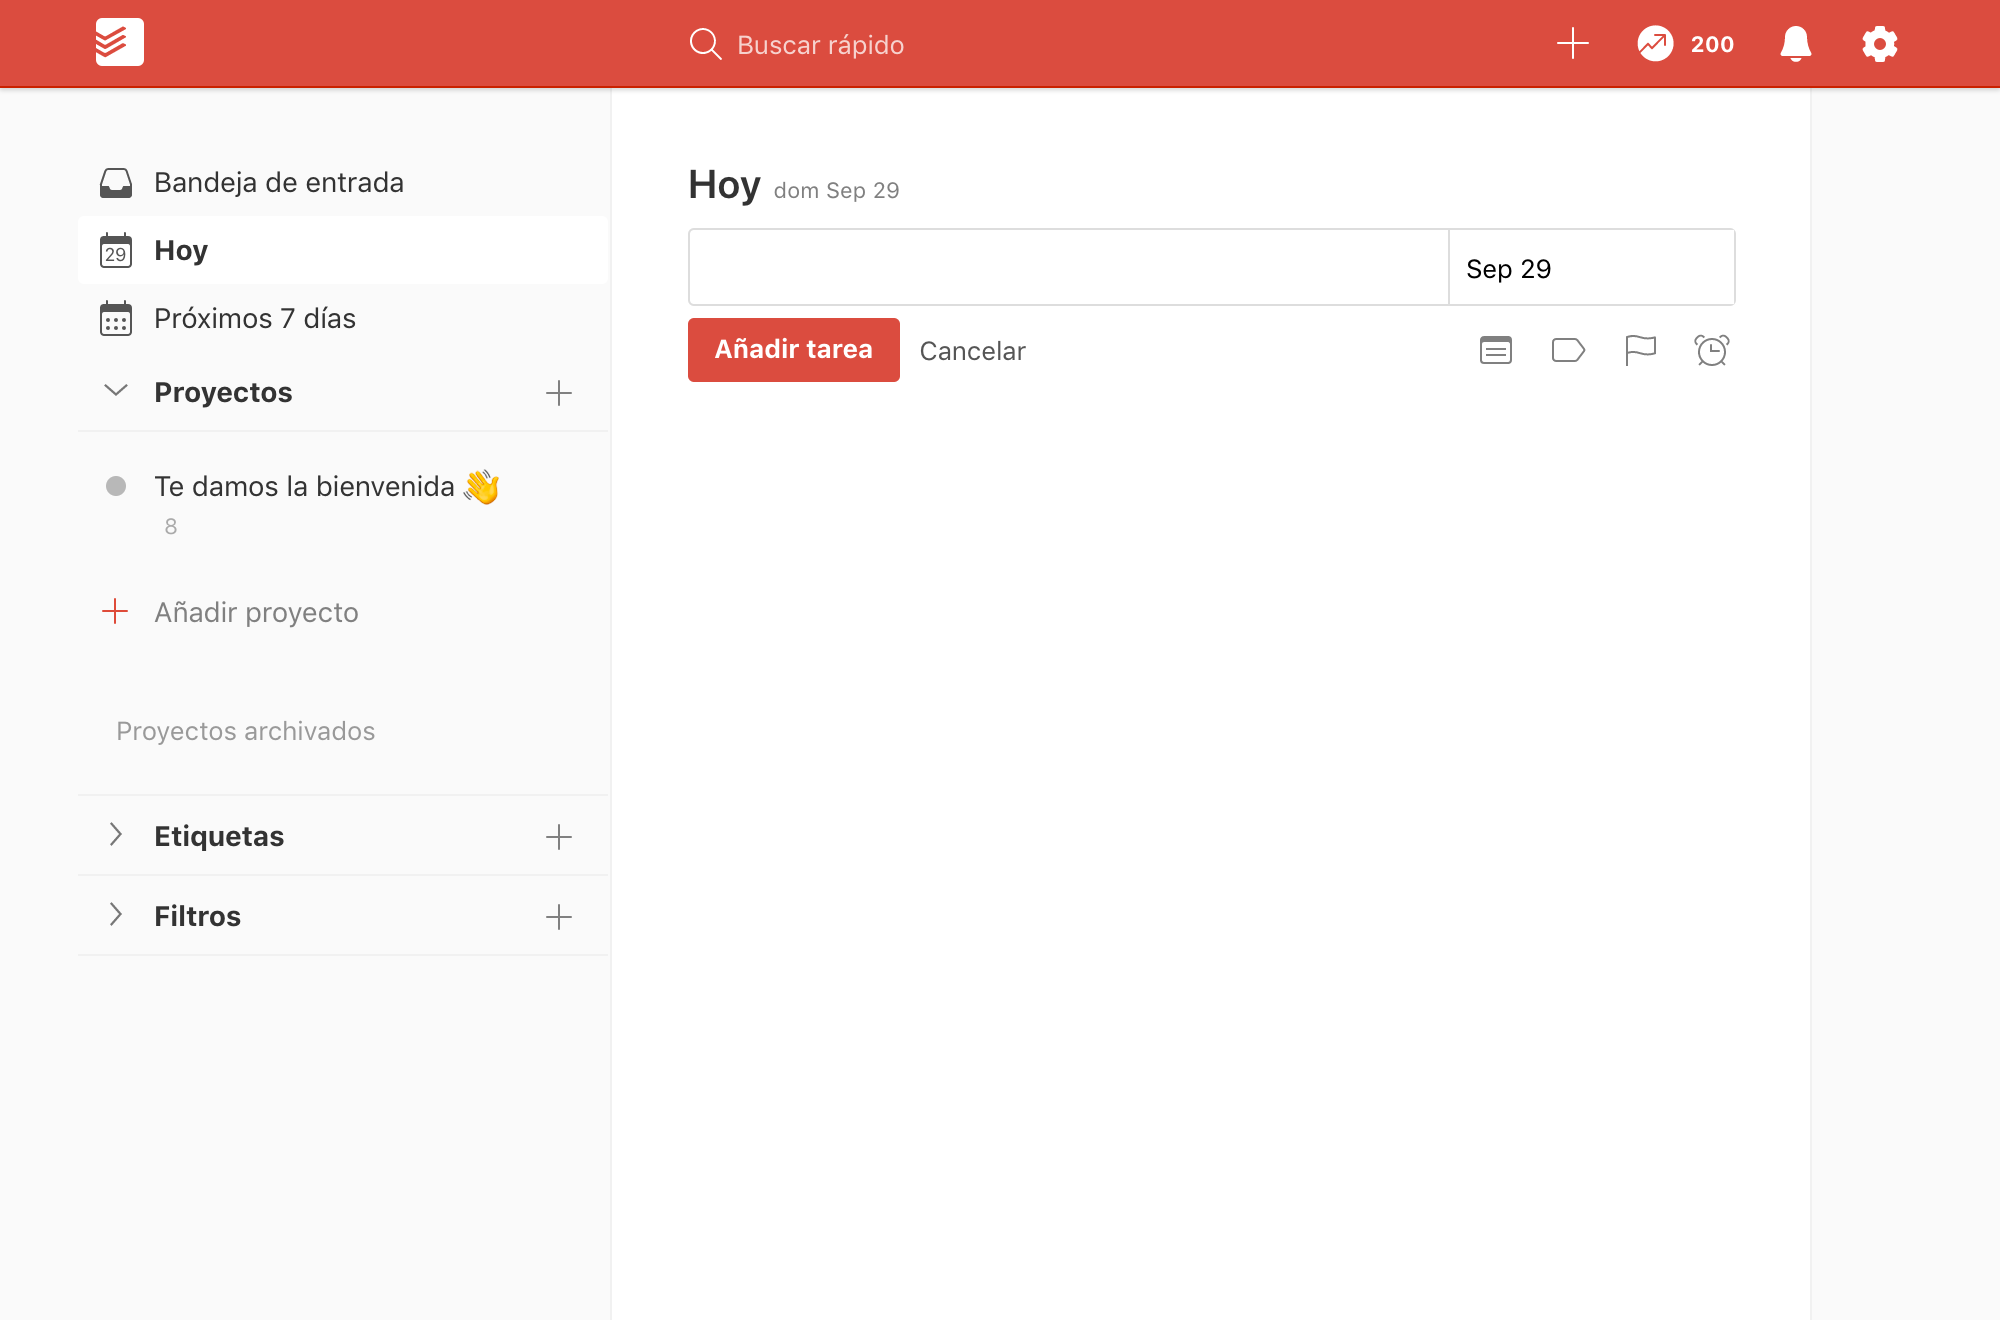 Buscar rápido
200
Bandeja de entrada
29
Hoy
Próximos 7 días
Proyectos
Te damos la bienvenida 👋
8
Añadir proyecto
Proyectos archivados
Etiquetas
Filtros
Hoy dom Sep 29
Sep 29
Añadir tarea Cancelar